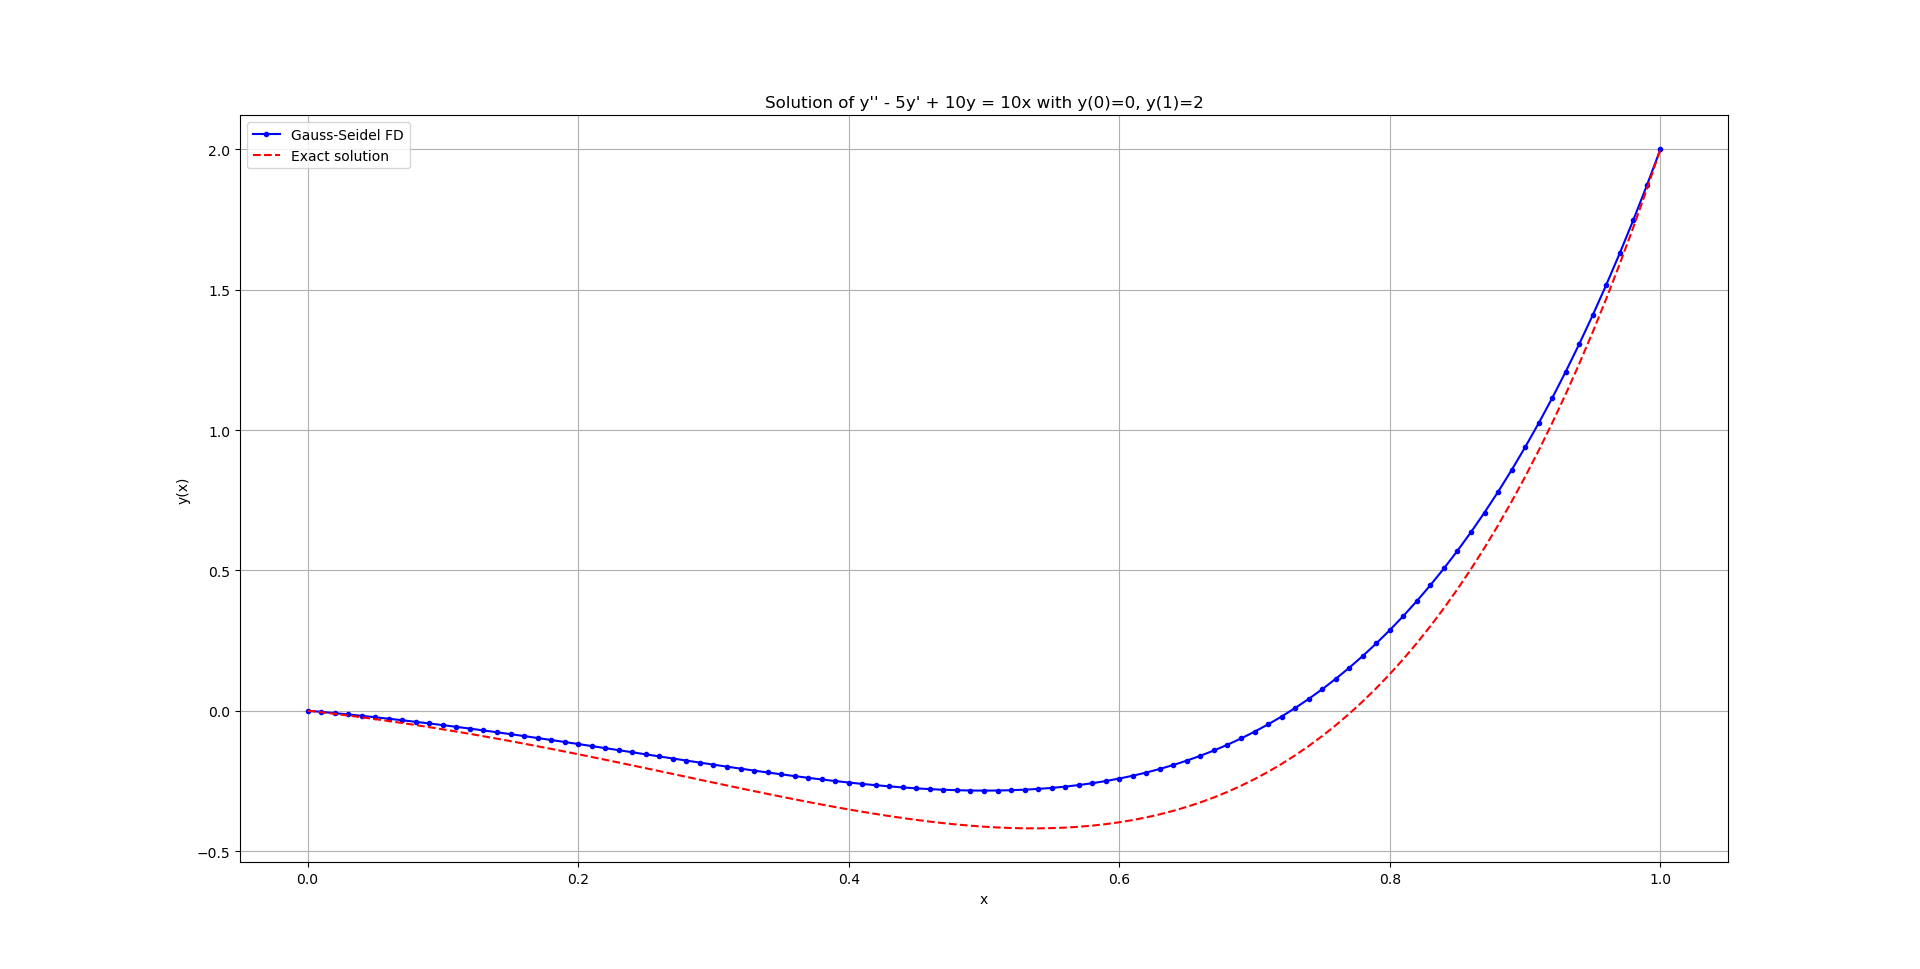 Solution of y'' - 5y' + 10y = 10x with y(0)=0, y(1)=2
Gauss-Seidel FD
Exact solution
2.0
1.5
1.0
0.5
0.0
−0.5
y(x)
0.0 0.2 0.4 0.6 0.8 1.0
x